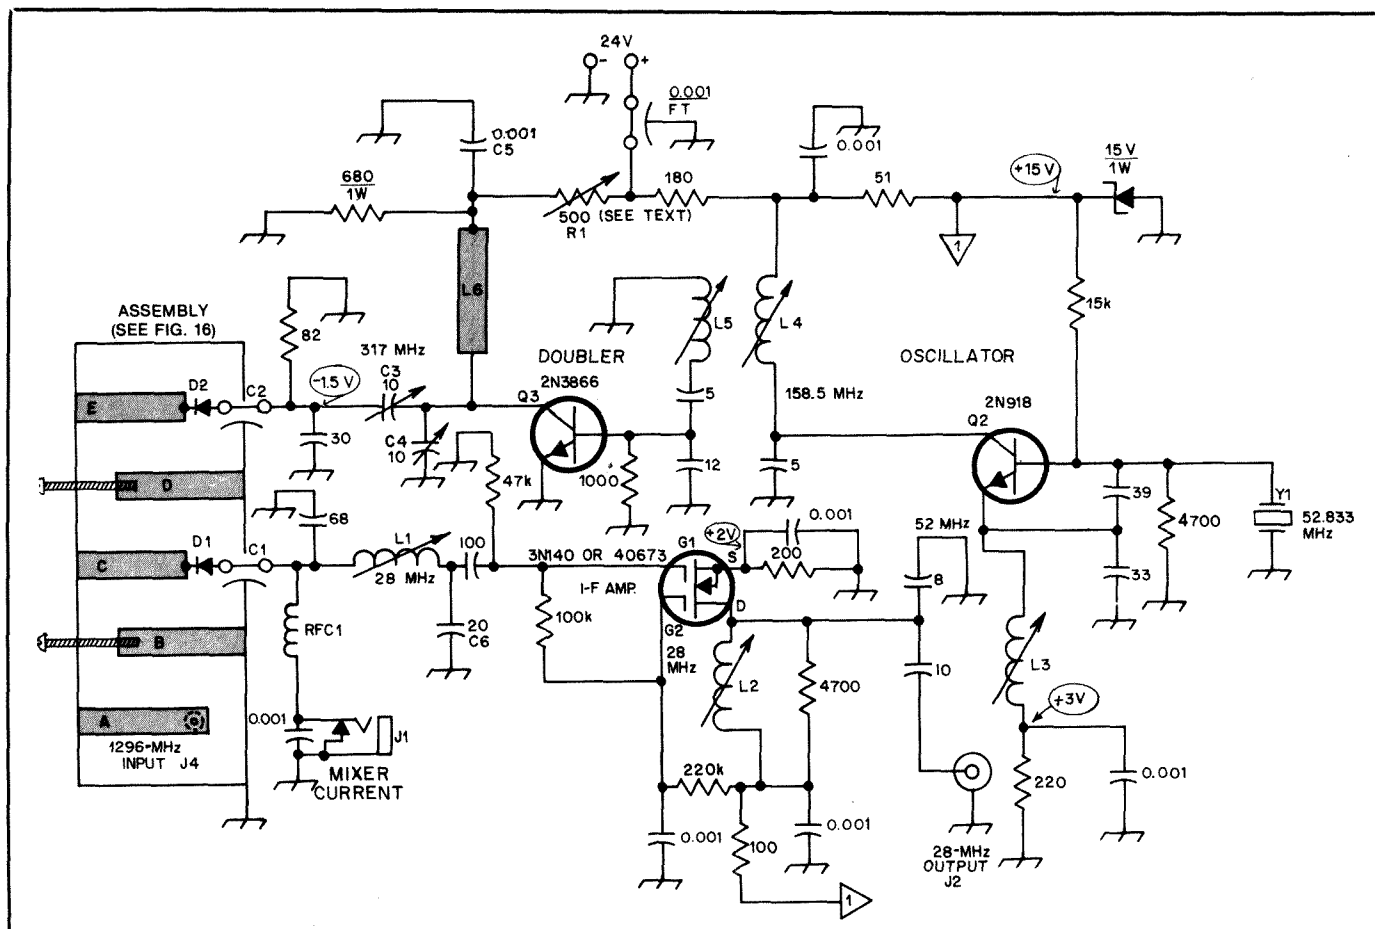 24V
-
+
0.001
FT
0.001
C5
0.001
15 V
1W
680
1W
180
51
+15 V
500 (SEE TEXT)
R1
1
L6
15k
ASSEMBLY
(SEE FIG. 16)
82
L5
L4
317 MHz
DOUBLER
OSCILLATOR
D2
C2
-1.5 V
C3
10
Q3
2N3866
5
158.5 MHz
2N918
Q2
E
30
C4
10
12
5
47k
1000
D
39
Y1
68
4700
52.833
MHz
+2V
0.001
52 MHz
D1
C1
L1
100
3N140 OR 40673
G1
S
200
C
28 MHz
I-F AMP.
8
33
D
RFC1
20
C6
100k
G2
B
28
MHz
L2
4700
10
L3
+3V
A
0.001
J1
1296-MHz
INPUT J4
MIXER
CURRENT
220k
220
0.001
0.001
100
0.001
28-MHz
OUTPUT
J2
1